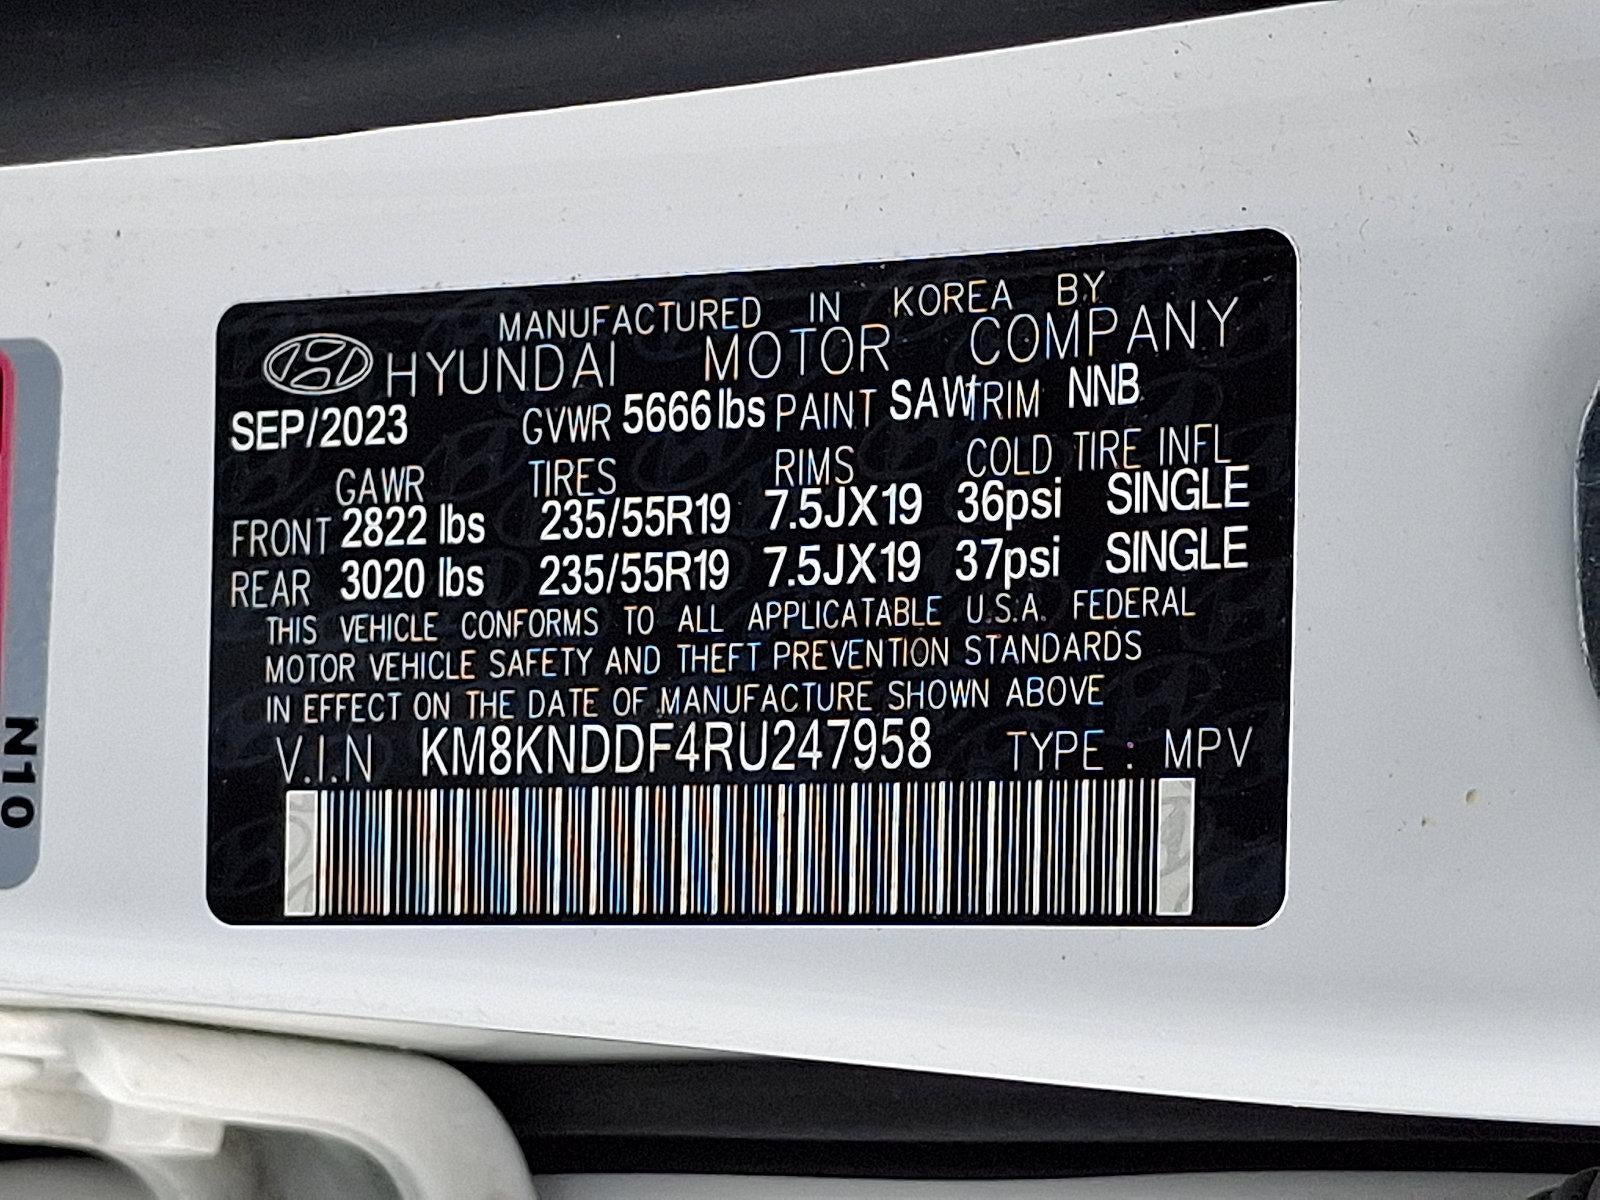 MANUFACTURED IN KOREA BY
HYUNDAI MOTOR COMPANY
SEP/2023 GVWR 5666 lbs PAINT SAW TRIM NNB
GAWR TIRES RIMS COLD TIRE INFL
FRONT 2822 lbs 235/55R19 7.5JX19 36psi SINGLE
REAR 3020 lbs 235/55R19 7.5JX19 37psi SINGLE
THIS VEHICLE CONFORMS TO ALL APPLICATABLE U.S.A. FEDERAL
MOTOR VEHICLE SAFETY AND THEFT PREVENTION STANDARDS
IN EFFECT ON THE DATE OF MANUFACTURE SHOWN ABOVE
V.I.N KM8KNDDF4RU247958 TYPE : MPV
N10